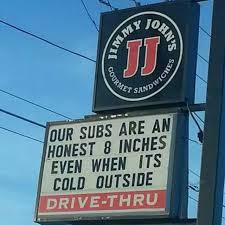 JIMMY JOHN'S
JJ
GOURMET SANDWICHES
OUR SUBS ARE AN
HONEST 8 INCHES
EVEN WHEN ITS
COLD OUTSIDE
DRIVE-THRU